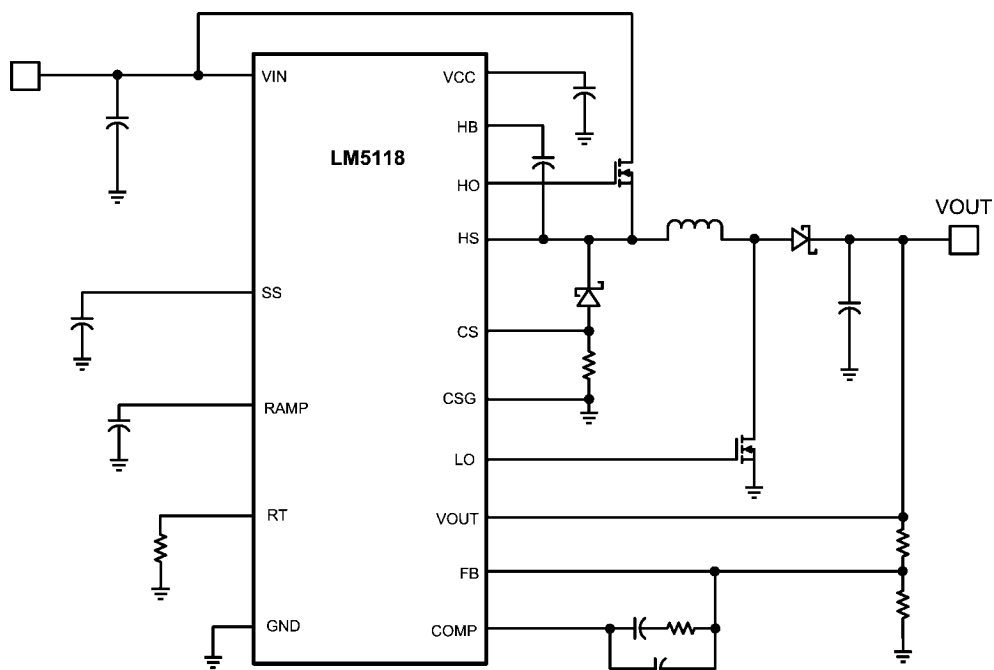 VIN
VCC
HB
LM5118
HO
VOUT
HS
SS
CS
CSG
RAMP
LO
RT
VOUT
FB
GND
COMP